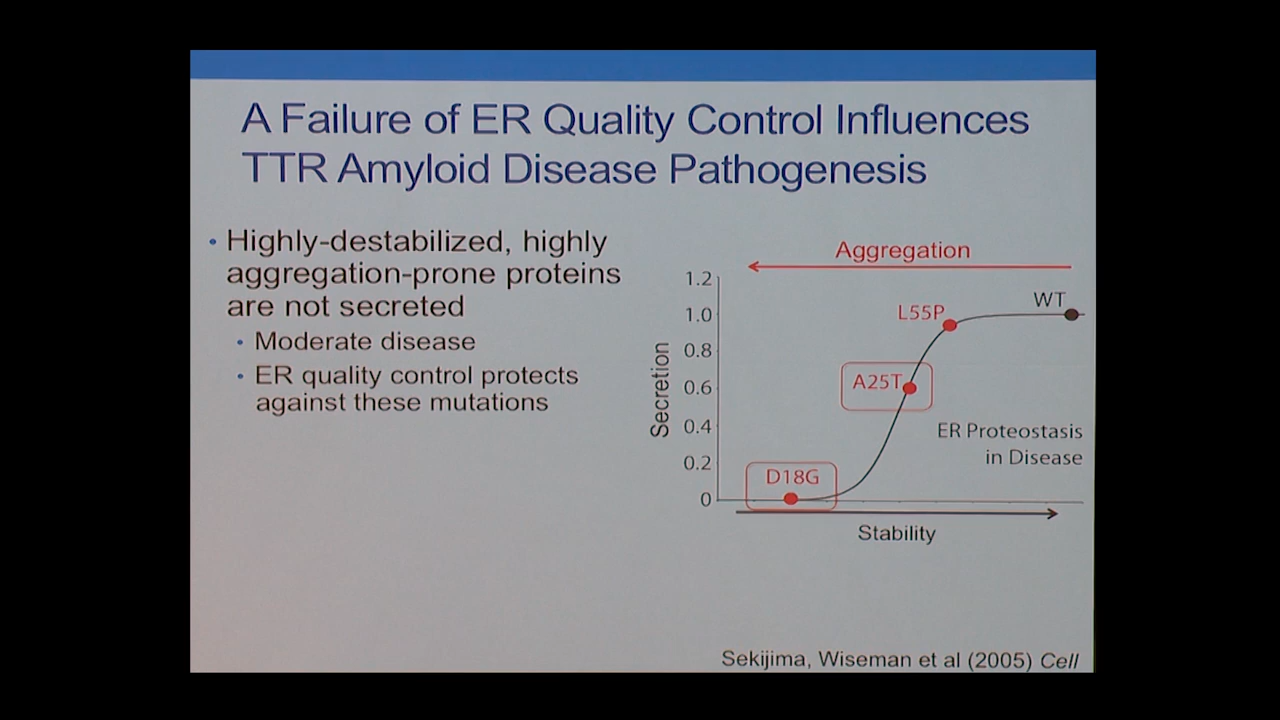 A Failure of ER Quality Control Influences
TTR Amyloid Disease Pathogenesis
• Highly-destabilized, highly
aggregation-prone proteins
are not secreted
• Moderate disease
• ER quality control protects
against these mutations
Aggregation
Secretion
1.2
1.0
0.8
0.6
0.4
0.2
0
WT
L55P
A25T
D18G
ER Proteostasis
in Disease
Stability
Sekijima, Wiseman et al (2005) Cell